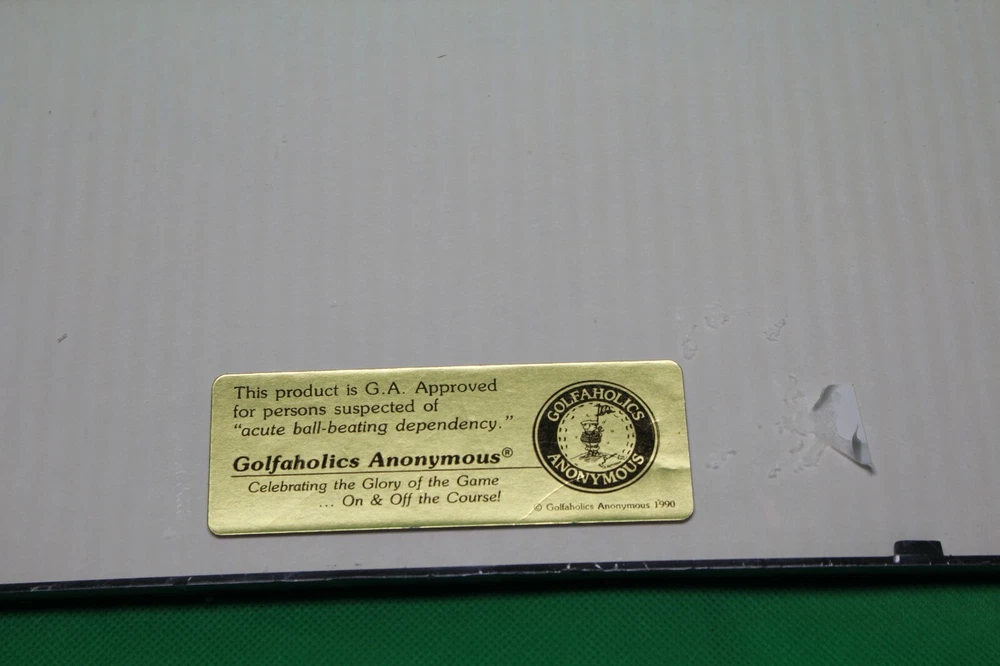 This product is G.A. Approved
for persons suspected of
“acute ball-beating dependency.”
Golfaholics Anonymous®
Celebrating the Glory of the Game
... On & Off the Course!
GOLFAHOLICS
ANONYMOUS
© Golfaholics Anonymous 1990